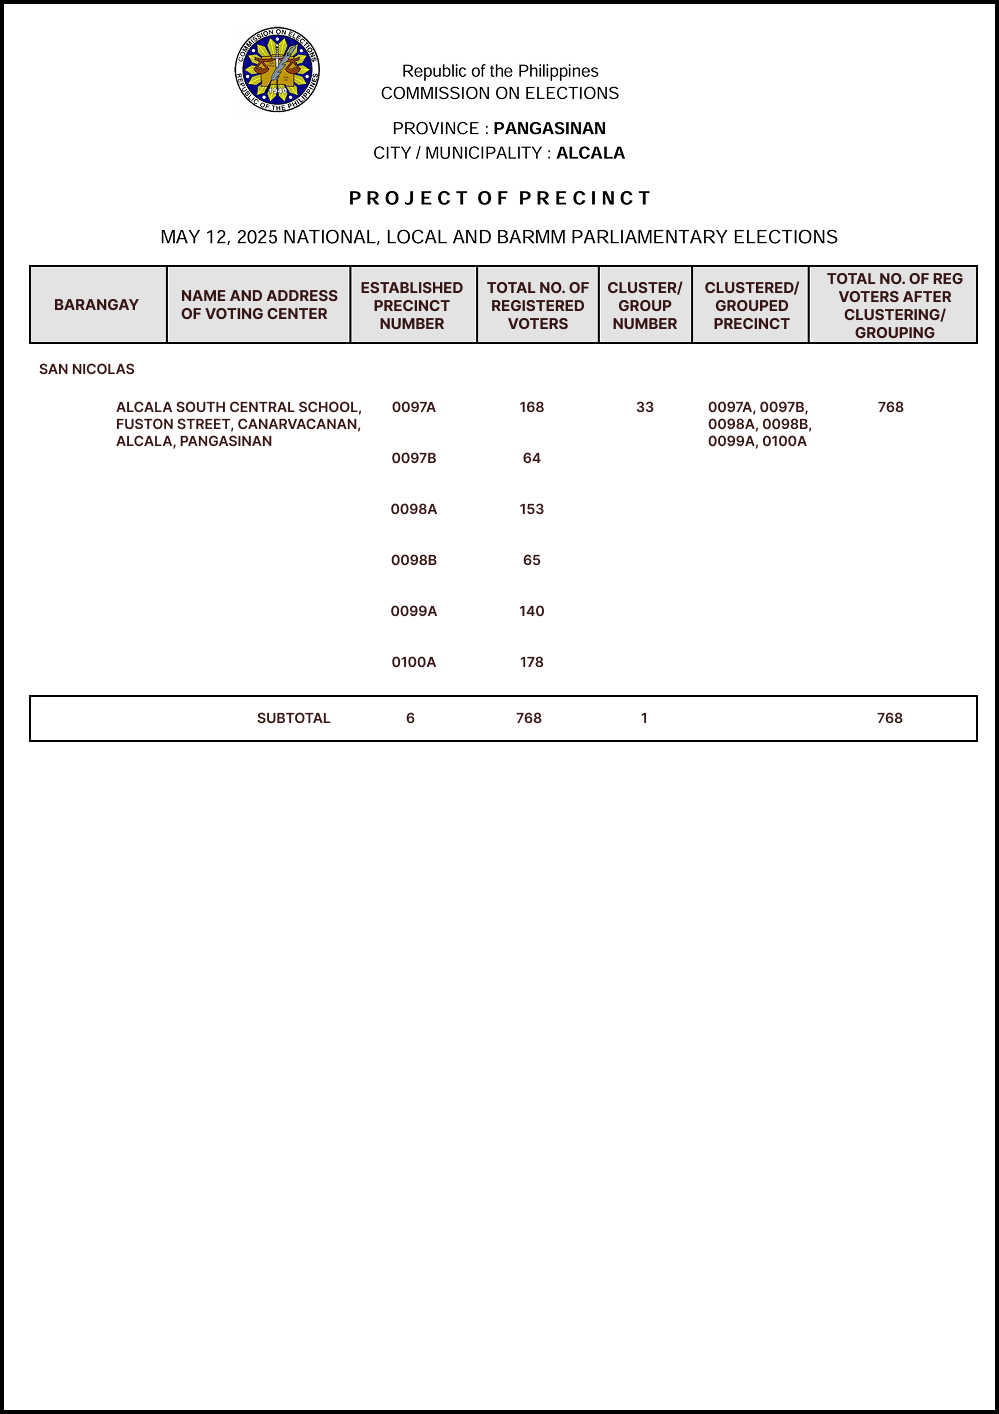 COMMISSION ON ELECTIONS
1940
REPUBLIC OF THE PHILIPPINES
Republic of the Philippines
COMMISSION ON ELECTIONS
PROVINCE : PANGASINAN
CITY / MUNICIPALITY : ALCALA
PROJECT OF PRECINCT
MAY 12, 2025 NATIONAL, LOCAL AND BARMM PARLIAMENTARY ELECTIONS
BARANGAY
NAME AND ADDRESS
OF VOTING CENTER
ESTABLISHED
PRECINCT
NUMBER
TOTAL NO. OF
REGISTERED
VOTERS
CLUSTER/
GROUP
NUMBER
CLUSTERED/
GROUPED
PRECINCT
TOTAL NO. OF REG
VOTERS AFTER
CLUSTERING/
GROUPING
SAN NICOLAS
ALCALA SOUTH CENTRAL SCHOOL,
FUSTON STREET, CANARVACANAN,
ALCALA, PANGASINAN
0097A 168 33
0097A, 0097B,
0098A, 0098B,
0099A, 0100A
768
0097B 64
0098A 153
0098B 65
0099A 140
0100A 178
SUBTOTAL 6 768 1 768